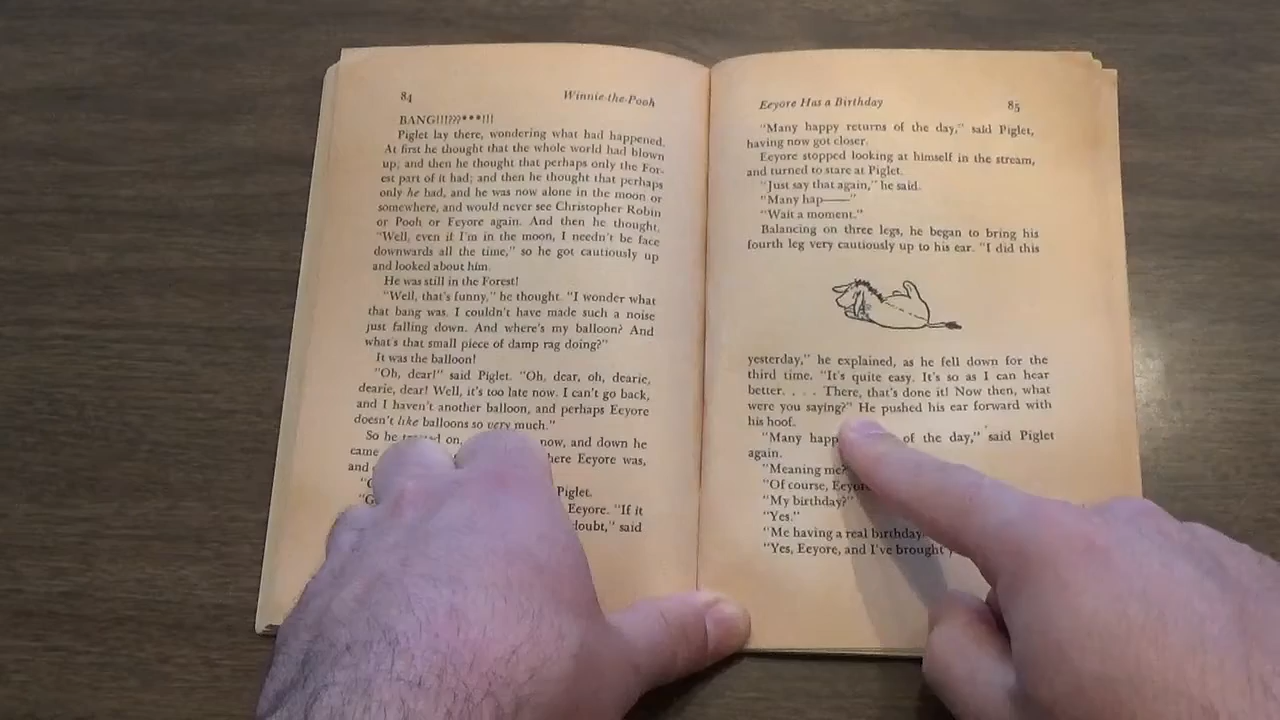 84
Winnie-the-Pooh
BANG!!!???***!!!
Piglet lay there, wondering what had happened.
At first he thought that the whole world had blown
up; and then he thought that perhaps only the For-
est part of it had; and then he thought that perhaps
only he had, and he was now alone in the moon or
somewhere, and would never see Christopher Robin
or Pooh or Eeyore again. And then he thought,
"Well, even if I'm in the moon, I needn't be face
downwards all the time," so he got cautiously up
and looked about him.
He was still in the Forest!
"Well, that's funny," he thought. "I wonder what
that bang was. I couldn't have made such a noise
just falling down. And where's my balloon? And
what's that small piece of damp rag doing?"
It was the balloon!
"Oh, dear!" said Piglet. "Oh, dear, oh, dearie,
dearie, dear! Well, it's too late now. I can't go back,
and I haven't another balloon, and perhaps Eeyore
doesn't like balloons so very much."
So he on, now, and down he
came here Eeyore was,
and
Piglet.
Eeyore. "If it
doubt," said
Eeyore Has a Birthday
85
"Many happy returns of the day," said Piglet,
having now got closer.
Eeyore stopped looking at himself in the stream,
and turned to stare at Piglet.
"Just say that again," he said.
"Many hap——"
"Wait a moment."
Balancing on three legs, he began to bring his
fourth leg very cautiously up to his ear. "I did this
yesterday," he explained, as he fell down for the
third time. "It's quite easy. It's so as I can hear
better. . . . There, that's done it! Now then, what
were you saying?" He pushed his ear forward with
his hoof.
"Many happ of the day," said Piglet
again.
"Meaning me?
"Of course, Eeyore
"My birthday?"
"Yes."
"Me having a real birthday
"Yes, Eeyore, and I've brought